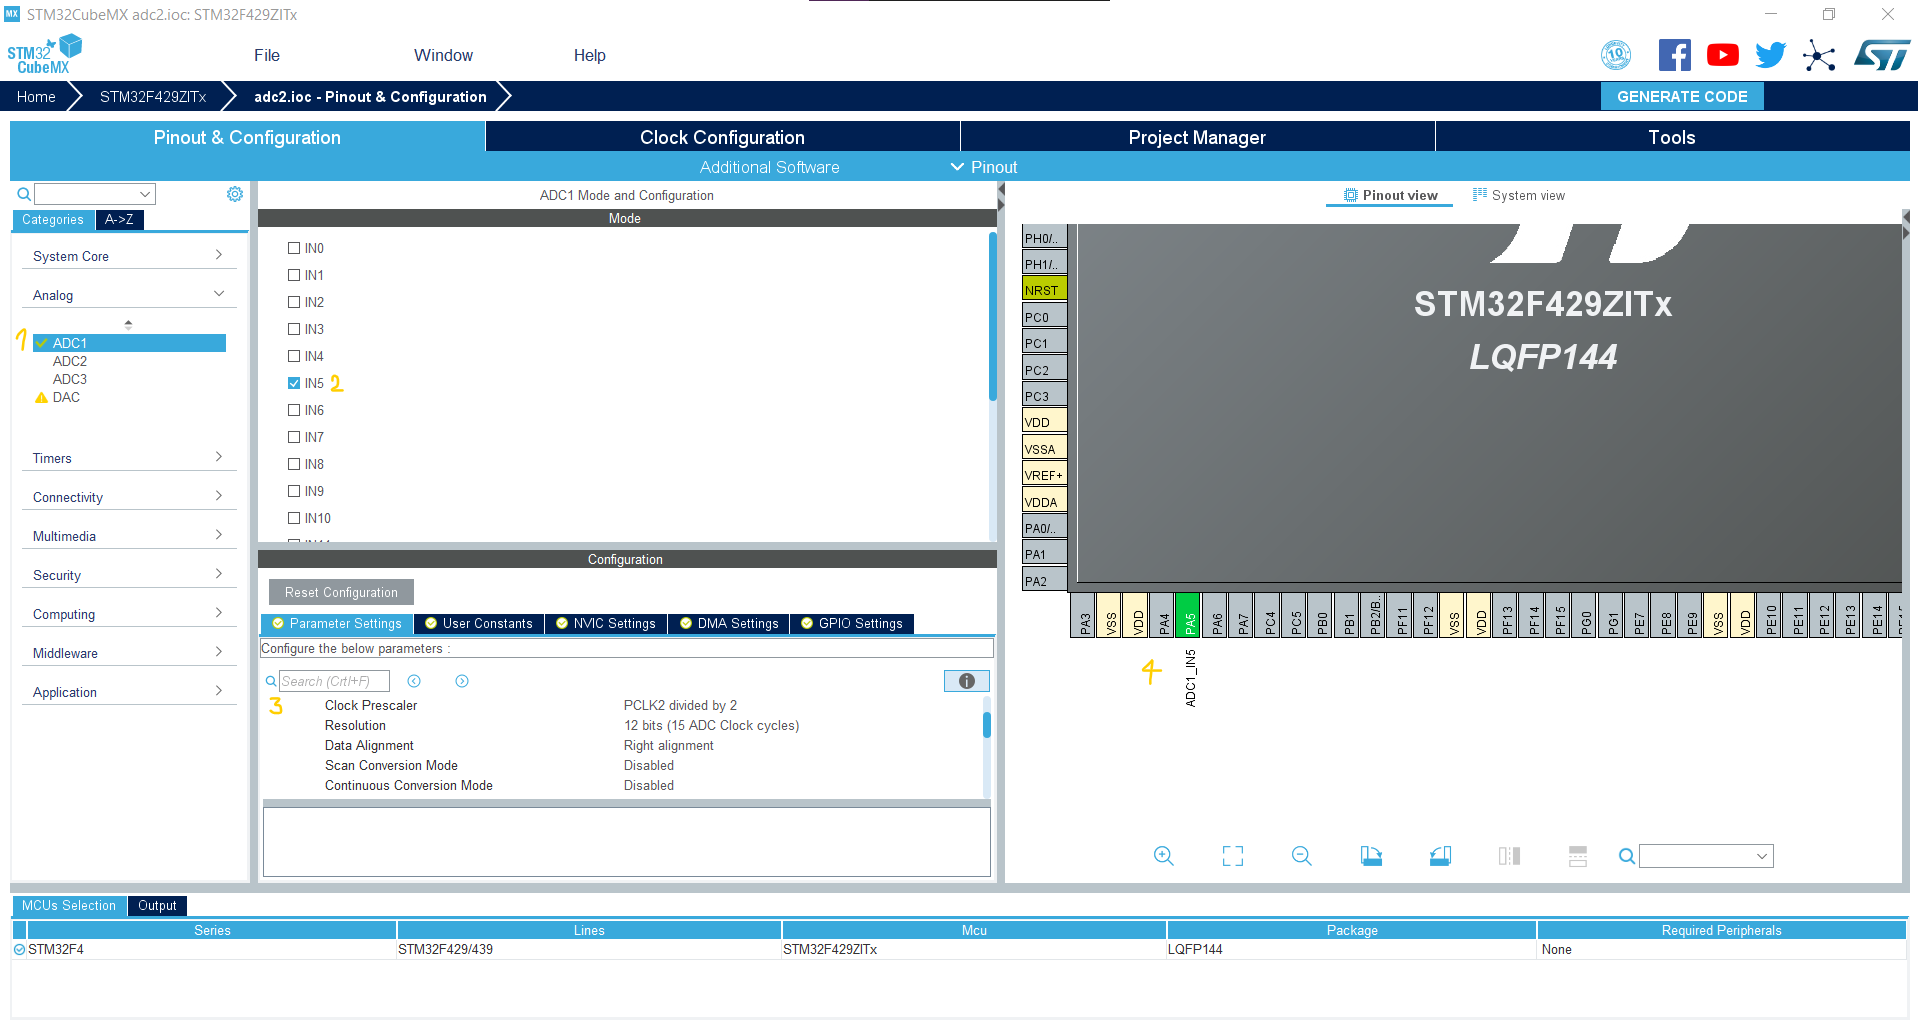 MX STM32CubeMX adc2.ioc: STM32F429ZITx
STM32
CubeMX
File Window Help
10
ST
Home STM32F429ZITx adc2.ioc - Pinout & Configuration GENERATE CODE
Pinout & Configuration Clock Configuration Project Manager Tools
Additional Software Pinout
Categories A->Z
System Core
Analog
1 ADC1
ADC2
ADC3
DAC
Timers
Connectivity
Multimedia
Security
Computing
Middleware
Application
ADC1 Mode and Configuration
Mode
IN0
IN1
IN2
IN3
IN4
IN5 2
IN6
IN7
IN8
IN9
IN10
Configuration
Reset Configuration
Parameter Settings User Constants NVIC Settings DMA Settings GPIO Settings
Configure the below parameters :
Search (Crtl+F)
3 Clock Prescaler PCLK2 divided by 2
Resolution 12 bits (15 ADC Clock cycles)
Data Alignment Right alignment
Scan Conversion Mode Disabled
Continuous Conversion Mode Disabled
Pinout view System view
PH0/..
PH1/..
NRST
PC0
PC1
PC2
PC3
VDD
VSSA
VREF+
VDDA
PA0/..
PA1
PA2
STM32F429ZITx
LQFP144
PA3 VSS VDD PA4 PA5 PA6 PA7 PC4 PC5 PB0 PB1 PB2/B.. PF11 PF12 VSS VDD PF13 PF14 PF15 PG0 PG1 PE7 PE8 PE9 VSS VDD PE10 PE11 PE12 PE13 PE14
4 ADC1_IN5
MCUs Selection Output
Series Lines Mcu Package Required Peripherals
STM32F4 STM32F429/439 STM32F429ZITx LQFP144 None